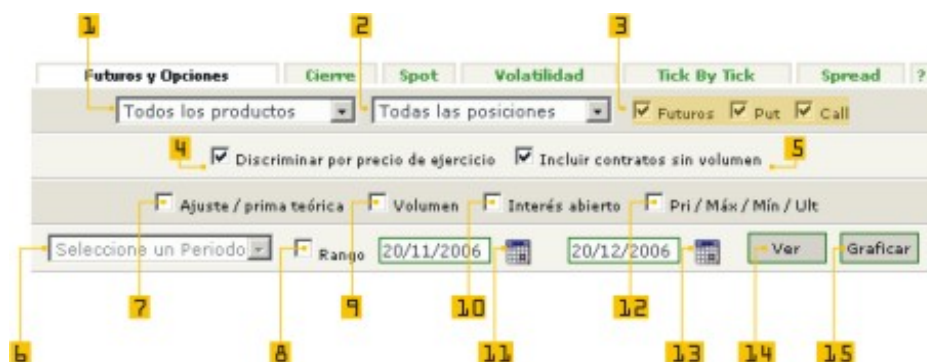 1 2 3
Futuros y Opciones Cierre Spot Volatilidad Tick By Tick Spread ?
Todos los productos Todas las posiciones Futuros Put Call
4 Discriminar por precio de ejercicio Incluir contratos sin volumen 5
Ajuste / prima teórica Volumen Interés abierto Pri / Máx / Mín / Ult
Seleccione un Periodo Rango 20/11/2006 20/12/2006 Ver Graficar
7 9 10 12
6 8 11 13 14 15